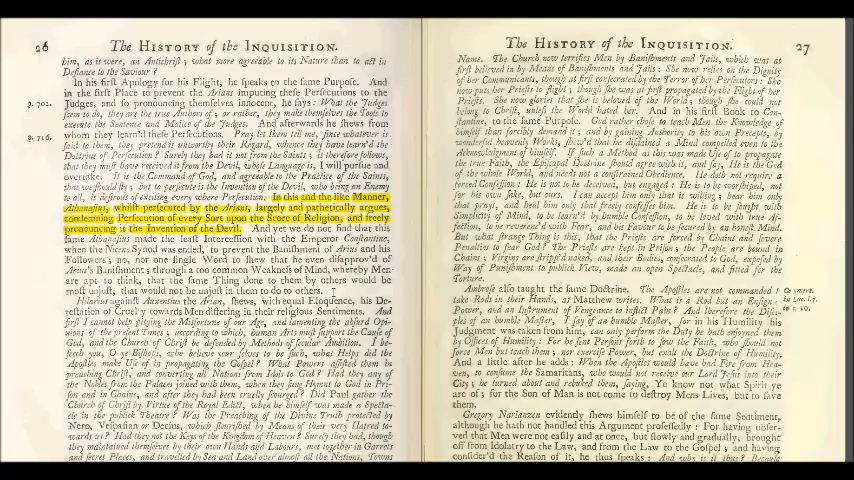 26
The HISTORY of the INQUISITION.
him, as it were, an Antichrist; what more agreeable to its Nature than to act in
Defiance to the Saviour?
In his first Apology for his Flight, he speaks to the same Purpose. And
in the first Place to prevent the Arians imputing these Persecutions to the
p. 702.
Judges, and so pronouncing themselves innocent, he says: What the Judges
seem to do, they are the true Authors of; or rather, they make themselves the Tools to
execute the Sentence and Malice of the Judges. And afterwards he shews from
p. 716.
whom they learn'd these Persecutions. Pray let them tell me, since whatever is
said to them, they pretend is unworthy their Regard, whence they have learn'd the
Doctrine of Persecution? Surely they had it not from the Saints; it therefore follows,
that they must have received it from the Devil, whose Language is, I will pursue and
overtake. It is the Command of God, and agreeable to the Practice of the Saints,
that we should fly; but to persecute is the Invention of the Devil, who being an Enemy
to all, is desirous of exciting every where Persecution. In this and the like Manner,
Athanasius, whilst persecuted by the Arians, largely and pathetically argues,
condemning Persecution of every Sort upon the Score of Religion, and freely
pronouncing it the Invention of the Devil. And yet we do not find that this
same Athanasius made the least Intercession with the Emperor Constantine,
when the Nicene Synod was ended, to prevent the Banishment of Arius and his
Followers; no, nor one single Word to shew that he even disapprov'd of
Arius's Banishment; through a too common Weakness of Mind, whereby Men
are apt to think, that the same Thing done to them by others would be
most unjust, that would not be unjust in them to do to others.
Hilarius against Auxentius the Arian, shews, with equal Eloquence, his De-
testation of Cruelty towards Men differing in their religious Sentiments. And
first I cannot help pitying the Misfortune of our Age, and lamenting the absurd Opi-
nions of the present Times; according to which, human Arts must support the Cause of
God, and the Church of Christ be defended by Methods of secular Ambition. I be-
seech you, O ye Bishops, who believe your selves to be such, what Helps did the
Apostles make Use of in propagating the Gospel? What Powers assisted them in
preaching Christ, and converting all Nations from Idols to God? Had they any of
the Nobles from the Palaces joined with them, when they sung Hymns to God in Pri-
son and in Chains, and after they had been cruelly scourged? Did Paul gather the
Church of Christ by Virtue of the Royal Edict, when he himself was made a Specta-
cle in the publick Theatre? Was the Preaching of the Divine Truth protected by
Nero, Vespasian or Decius, which flourished by Means of their very Hatred to-
wards us? Had they not the Keys of the Kingdom of Heaven? Surely they had, though
they maintained themselves by their own Hands and Labours, met together in Garrets
and secret Places, and travelled by Sea and Land over almost all the Nations, Towns
The HISTORY of the INQUISITION.
27
Name. The Church now terrifies Men by Banishments and Jails, which was at
first believed in by Means of Banishments and Jails: She now relies on the Dignity
of her Communicants, though at first consecrated by the Terror of her Persecutors: She
now puts her Priests to flight; though she was at first propagated by the Flight of her
Priests. She now glories that she is beloved of the World; though she could not
belong to Christ, unless the World hated her. And in his first Book to Con-
stantine, to the same Purpose. God rather chose to teach Men the Knowledge of
himself than forcibly demand it; and by gaining Authority to his own Precepts, by
wonderful heavenly Works, shew'd that he disdained a Mind compelled even to the
Acknowledgment of himself. If such a Method as this was made Use of to propagate
the true Faith, the Episcopal Doctrine should agree with it, and say, He is the God
of the whole World, and needs not a constrained Obedience. He doth not require a
forced Confession: He is not to be deceived, but engaged: He is to be worshipped, not
for his own sake, but ours. I can accept him only that is willing; hear him only
that prays, and bear him only that freely confesses him. He is to be sought with
Simplicity of Mind, to be learn'd by humble Confession, to be loved with true Af-
fection, to be reverenc'd with Fear, and his Favour to be secured by an honest Mind.
But what strange Thing is this, that the Priests are forced by Chains and severe
Penalties to fear God? The Priests are kept in Prison; the People are bound in
Chains; Virgins are stripp'd naked, and their Bodies, consecrated to God, exposed by
Way of Punishment to publick View, made an open Spectacle, and fitted for the
Torture.
Ambrose also taught the same Doctrine. The Apostles are not commanded to
take Rods in their Hands, as Matthew writes. What is a Rod but an Ensign of
Power, and an Instrument of Vengeance to inflict Pain? And therefore the Disci-
ples of an humble Master, I say of an humble Master, for in his Humility his
Judgment was taken from him, can only perform the Duty he hath enjoyned them
by Offices of Humility: For he sent Persons forth to sow the Faith, who should not
force Men but teach them; nor exercise Power, but exalt the Doctrine of Humility.
And a little after he adds: When the Apostles would have had Fire from Hea-
ven, to consume the Samaritans, who would not receive our Lord Jesus into their
City; he turned about and rebuked them, saying, Ye know not what Spirit ye
are of; for the Son of Man is not come to destroy Mens Lives, but to save
them.
Gregory Nazianzen evidently shews himself to be of the same Sentiment,
although he hath not handled this Argument professedly: For having obser-
ved that Men were not easily and at once, but slowly and gradually, brought
off from Idolatry to the Law, and from the Law to the Gospel; and having
consider'd the Reason of it, he thus speaks: And why is it thus? Because
Comment.
in Luc. l.7.